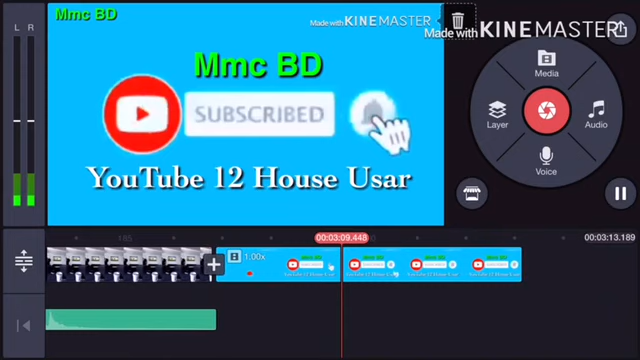 Mmc BD
Made with KINEMASTER
Made with KINEMASTER
Mmc BD
SUBSCRIBED
YouTube 12 House Usar
Media
Layer
Audio
Voice
L R
185
00:03:09.448
00:03:13.189
1.00x